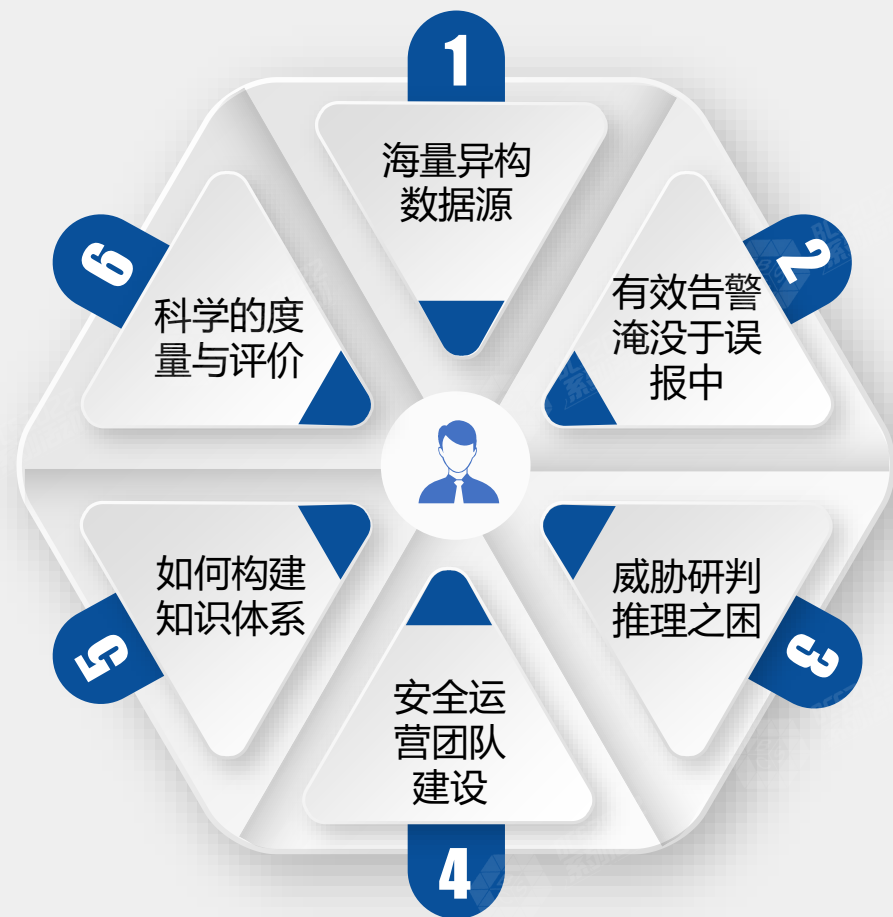 1
海量异构
数据源
2
有效告警
淹没于误
报中
3
威胁研判
推理之困
4
安全运
营团队
建设
5
如何构建
知识体系
6
科学的度
量与评价